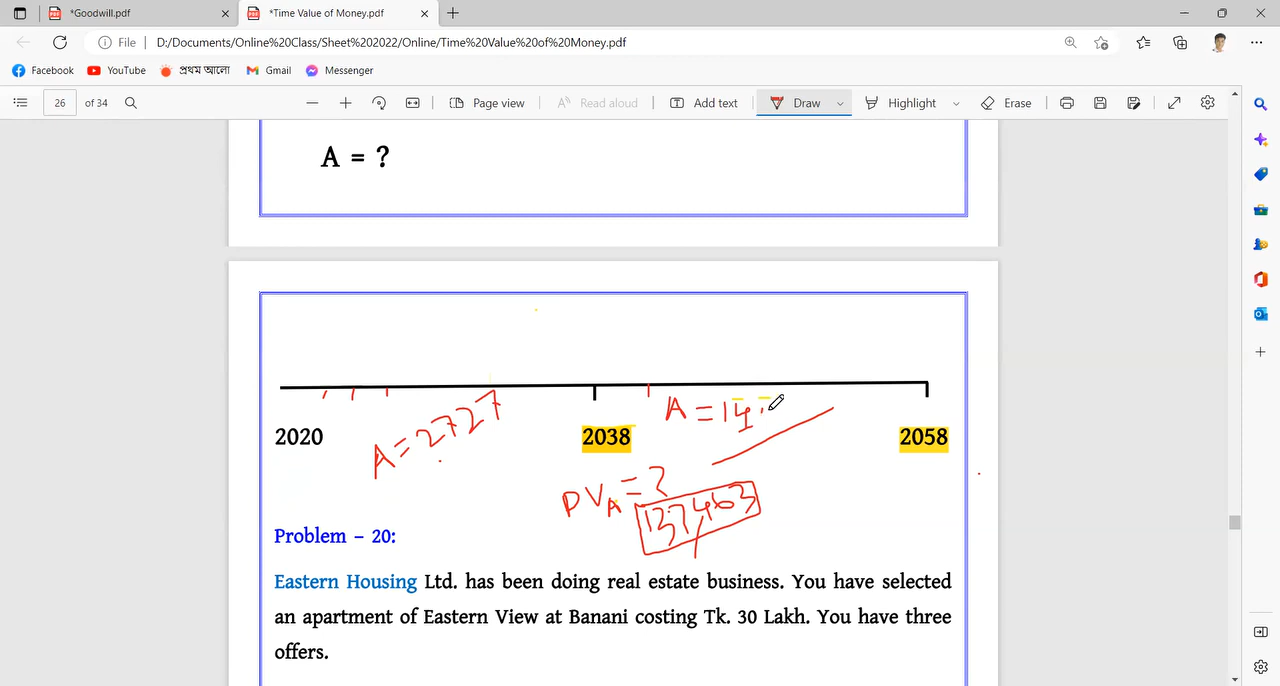 *Goodwill.pdf
*Time Value of Money.pdf
File D:/Documents/Online%20Class/Sheet%202022/Online/Time%20Value%20of%20Money.pdf
Facebook YouTube প্রথম আলো Gmail Messenger
26 of 34 Page view Read aloud Add text Draw Highlight Erase
A = ?
A = 14
A = 2727
2020 2038 2058
PVA = ?
137,463
Problem – 20:
Eastern Housing Ltd. has been doing real estate business. You have selected
an apartment of Eastern View at Banani costing Tk. 30 Lakh. You have three
offers.